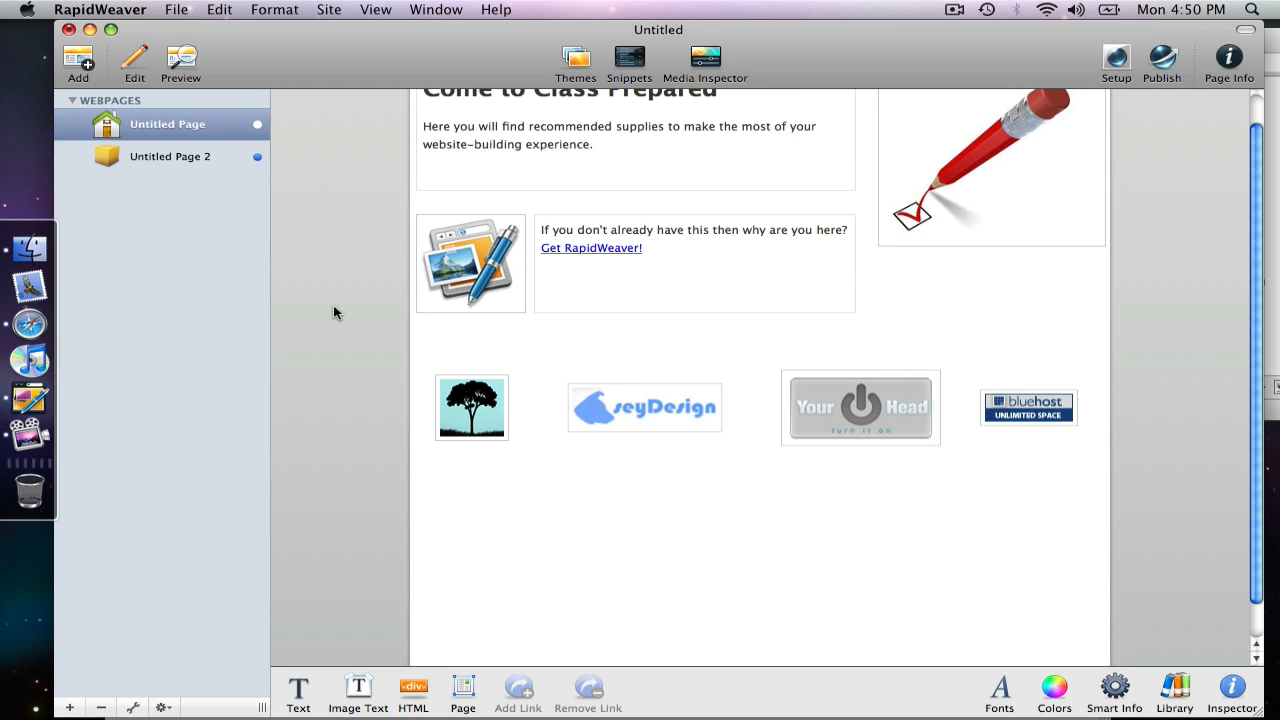 RapidWeaver File Edit Format Site View Window Help Mon 4:50 PM
Untitled
Add Edit Preview Themes Snippets Media Inspector Setup Publish Page Info
WEBPAGES
Untitled Page
Untitled Page 2
Come to Class Prepared
Here you will find recommended supplies to make the most of your
website-building experience.
If you don't already have this then why are you here?
Get RapidWeaver!
seyDesign
Your Head
turn it on
bluehost
UNLIMITED SPACE
Text Image Text <div> HTML Page Add Link Remove Link Fonts Colors Smart Info Library Inspector